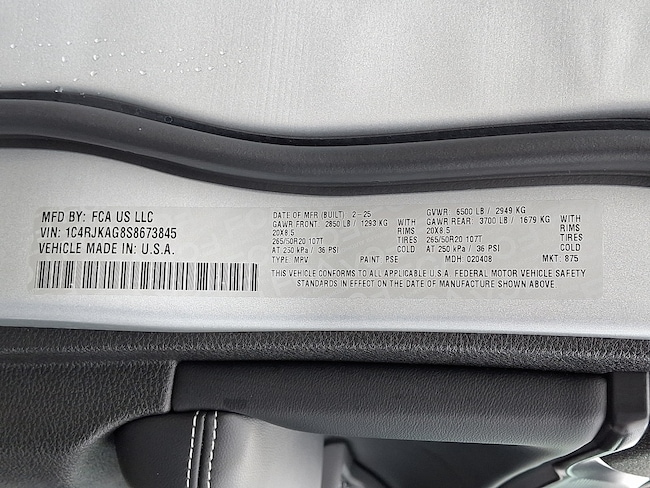 MFD BY: FCA US LLC
VIN: 1C4RJKAG8S8673845
VEHICLE MADE IN: U.S.A.
DATE OF MFR (BUILT) 2-25
GAWR FRONT: 2850 LB / 1293 KG WITH
20X8.5 RIMS
265/50R20 107T TIRES
AT 250 kPa / 36 PSI COLD
TYPE: MPV PAINT: PSE
GVWR: 6500 LB / 2949 KG
GAWR REAR: 3700 LB / 1679 KG WITH
20X8.5 RIMS
265/50R20 107T TIRES
AT 250 kPa / 36 PSI COLD
MDH: 020408 MKT: 875
THIS VEHICLE CONFORMS TO ALL APPLICABLE U.S.A. FEDERAL MOTOR VEHICLE SAFETY
STANDARDS IN EFFECT ON THE DATE OF MANUFACTURE SHOWN ABOVE.